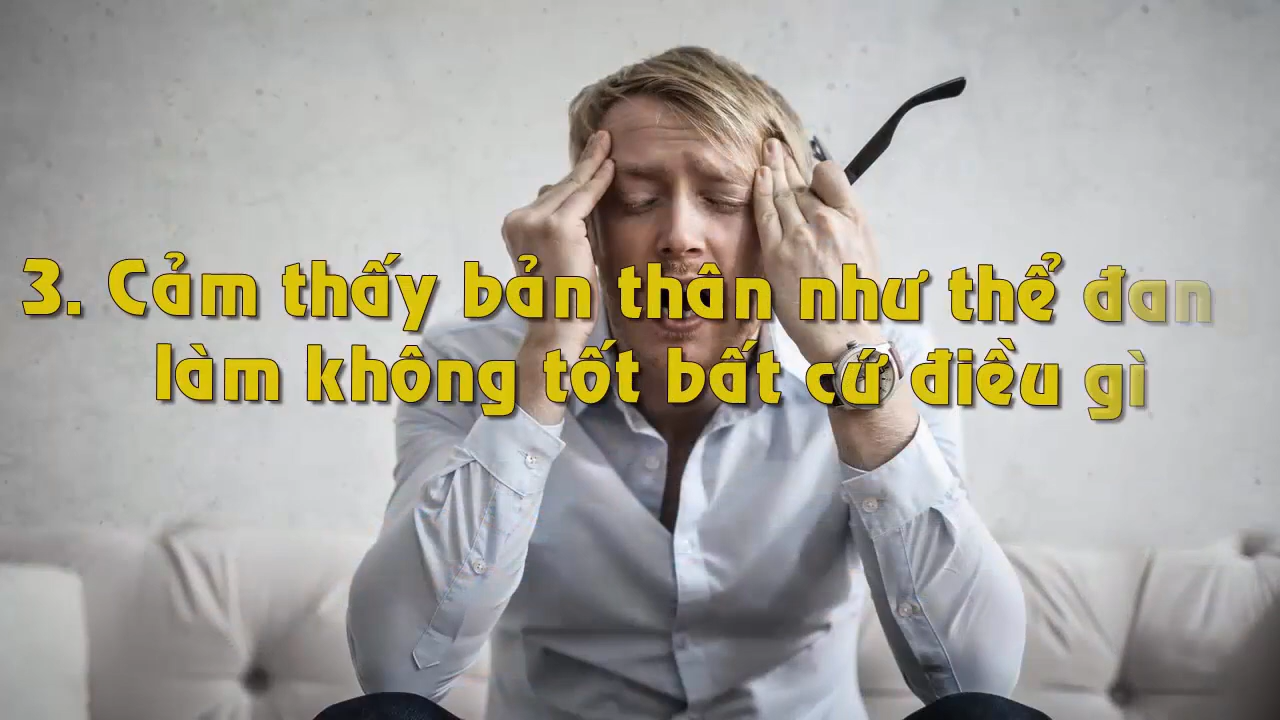 3. Cảm thấy bản thân như thể đan
làm không tốt bất cứ điều gì